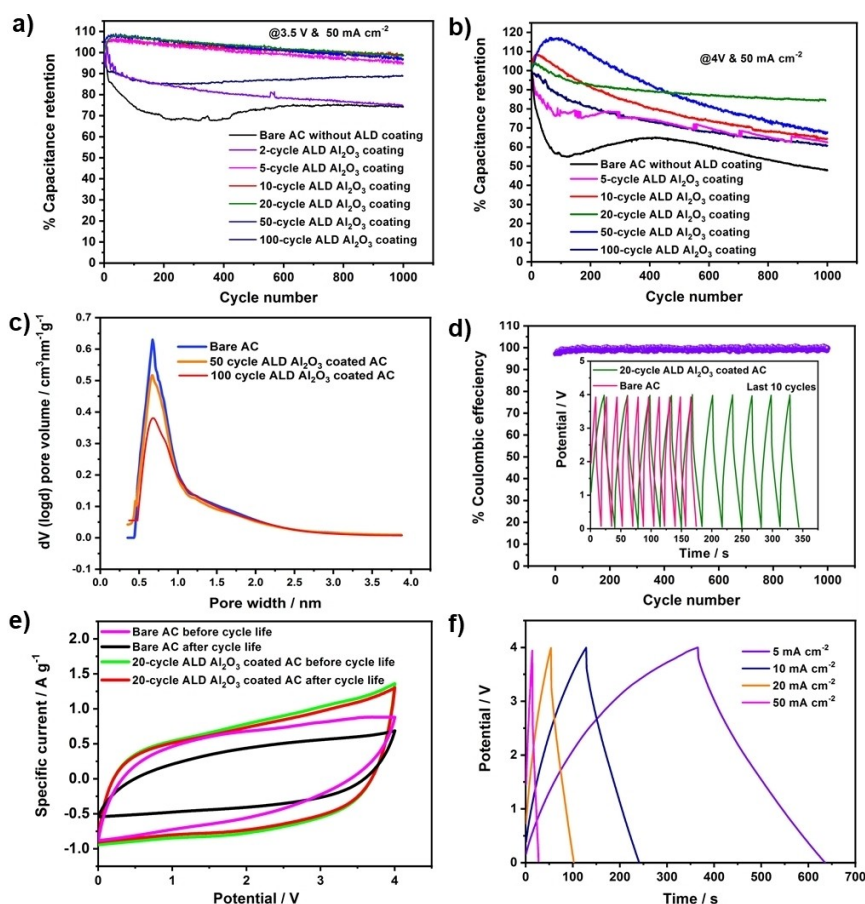 a)
@3.5 V & 50 mA cm⁻²
% Capacitance retention
120
110
100
90
80
70
60
50
40
30
20
10
0
Bare AC without ALD coating
2-cycle ALD Al₂O₃ coating
5-cycle ALD Al₂O₃ coating
10-cycle ALD Al₂O₃ coating
20-cycle ALD Al₂O₃ coating
50-cycle ALD Al₂O₃ coating
100-cycle ALD Al₂O₃ coating
0 200 400 600 800 1000
Cycle number
b)
@4V & 50 mA cm⁻²
% Capacitance retention
120
110
100
90
80
70
60
50
40
30
20
10
0
Bare AC without ALD coating
5-cycle ALD Al₂O₃ coating
10-cycle ALD Al₂O₃ coating
20-cycle ALD Al₂O₃ coating
50-cycle ALD Al₂O₃ coating
100-cycle ALD Al₂O₃ coating
0 200 400 600 800 1000
Cycle number
c)
dV (logd) pore volume / cm³nm⁻¹g⁻¹
0.7
0.6
0.5
0.4
0.3
0.2
0.1
0.0
-0.1
Bare AC
50 cycle ALD Al₂O₃ coated AC
100 cycle ALD Al₂O₃ coated AC
0.0 0.5 1.0 1.5 2.0 2.5 3.0 3.5 4.0
Pore width / nm
d)
% Coulombic effeciency
100
90
80
70
60
50
40
30
20
10
0
20-cycle ALD Al₂O₃ coated AC
Bare AC
Last 10 cycles
Potential / V
5
4
3
2
1
0
0 50 100 150 200 250 300 350
Time / s
0 200 400 600 800 1000
Cycle number
e)
Bare AC before cycle life
Bare AC after cycle life
20-cycle ALD Al₂O₃ coated AC before cycle life
20-cycle ALD Al₂O₃ coated AC after cycle life
Specific current / A g⁻¹
2.0
1.5
1.0
0.5
0.0
-0.5
-1.0
0 1 2 3 4
Potential / V
f)
5 mA cm⁻²
10 mA cm⁻²
20 mA cm⁻²
50 mA cm⁻²
Potential / V
5
4
3
2
1
0
0 100 200 300 400 500 600 700
Time / s